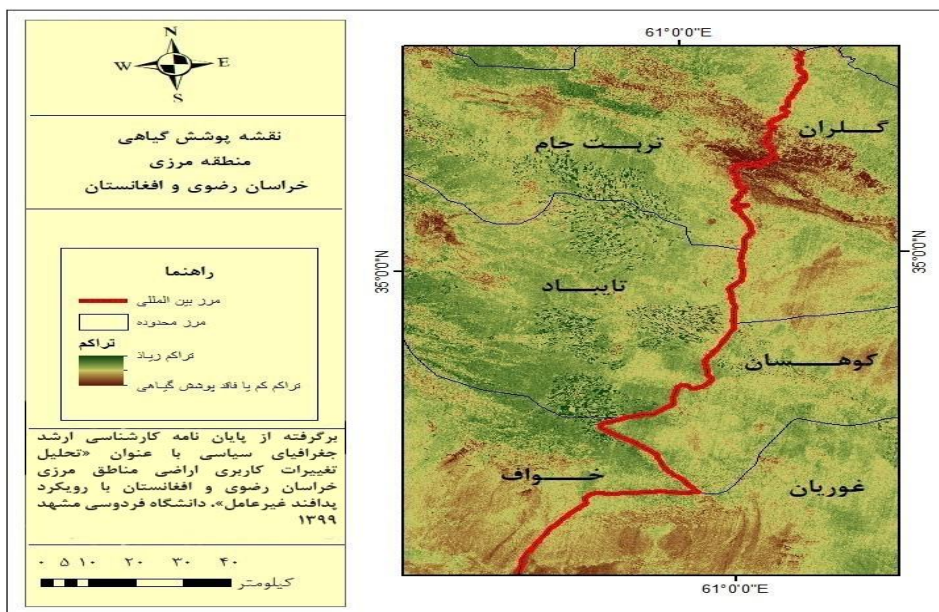 N
W E
S
نقشه پوشش گیاهی
منطقه مرزی
خراسان رضوی و افغانستان
راهنما
مرز بین المللی
مرز محدوده
تراکم
تراکم زیاد
تراکم کم یا فاقد پوشش گیاهی
برگرفته از پایان نامه کارشناسی ارشد
جغرافیای سیاسی با عنوان «تحلیل
تغییرات کاربری اراضی مناطق مرزی
خراسان رضوی و افغانستان با رویکرد
پدافند غیرعامل». دانشگاه فردوسی مشهد
۱۳۹۹
۰ ۵ ۱۰ ۲۰ ۳۰ ۴۰
کیلومتر
61°0'0"E
گلران
تربت جام
35°0'0"N
35°0'0"N
تایباد
کوهسان
خواف
غوریان
61°0'0"E